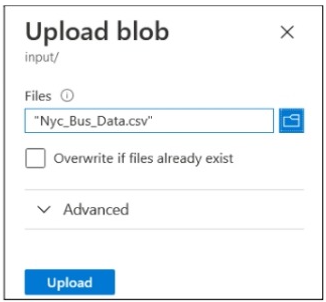 Upload blob
input/
Files
"Nyc_Bus_Data.csv"
Overwrite if files already exist
Advanced
Upload